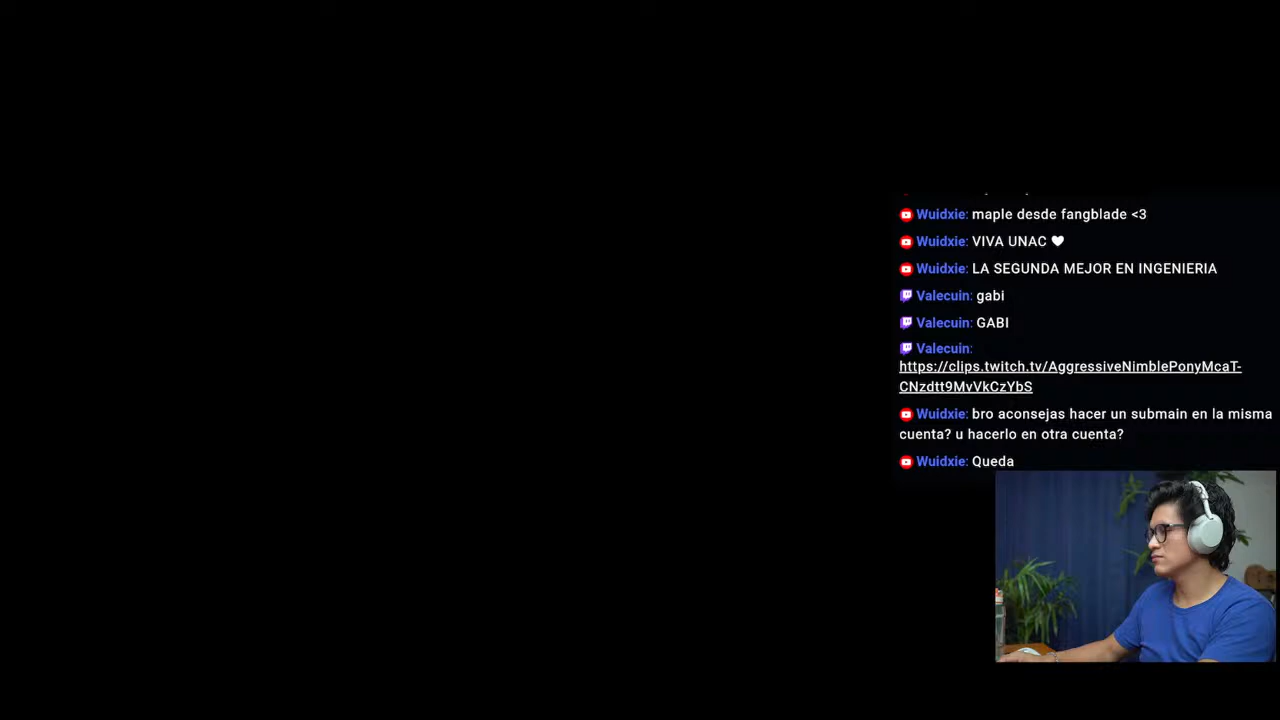 Wuidxie: maple desde fangblade <3
Wuidxie: VIVA UNAC 🤍
Wuidxie: LA SEGUNDA MEJOR EN INGENIERIA
Valecuin: gabi
Valecuin: GABI
Valecuin:
https://clips.twitch.tv/AggressiveNimblePonyMcaT-
CNzdtt9MvVkCzYbS
Wuidxie: bro aconsejas hacer un submain en la misma
cuenta? u hacerlo en otra cuenta?
Wuidxie: Queda